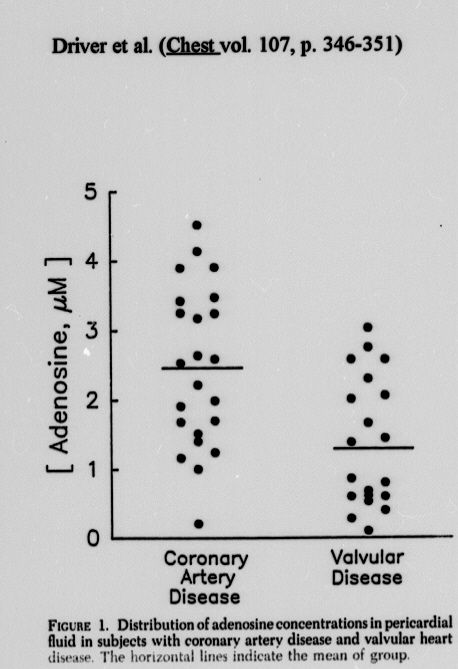 Driver et al. (Chest vol. 107, p. 346-351)
5
4
3
2
1
0
[ Adenosine, μM ]
Coronary
Artery
Disease
Valvular
Disease
FIGURE 1. Distribution of adenosine concentrations in pericardial
fluid in subjects with coronary artery disease and valvular heart
disease. The horizontal lines indicate the mean of group.